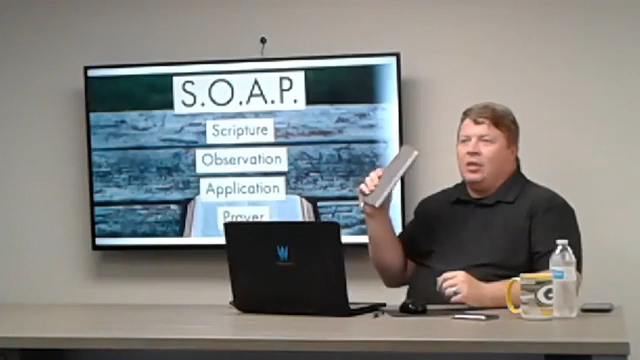 S.O.A.P.
Scripture
Observation
Application
Prayer
W
G